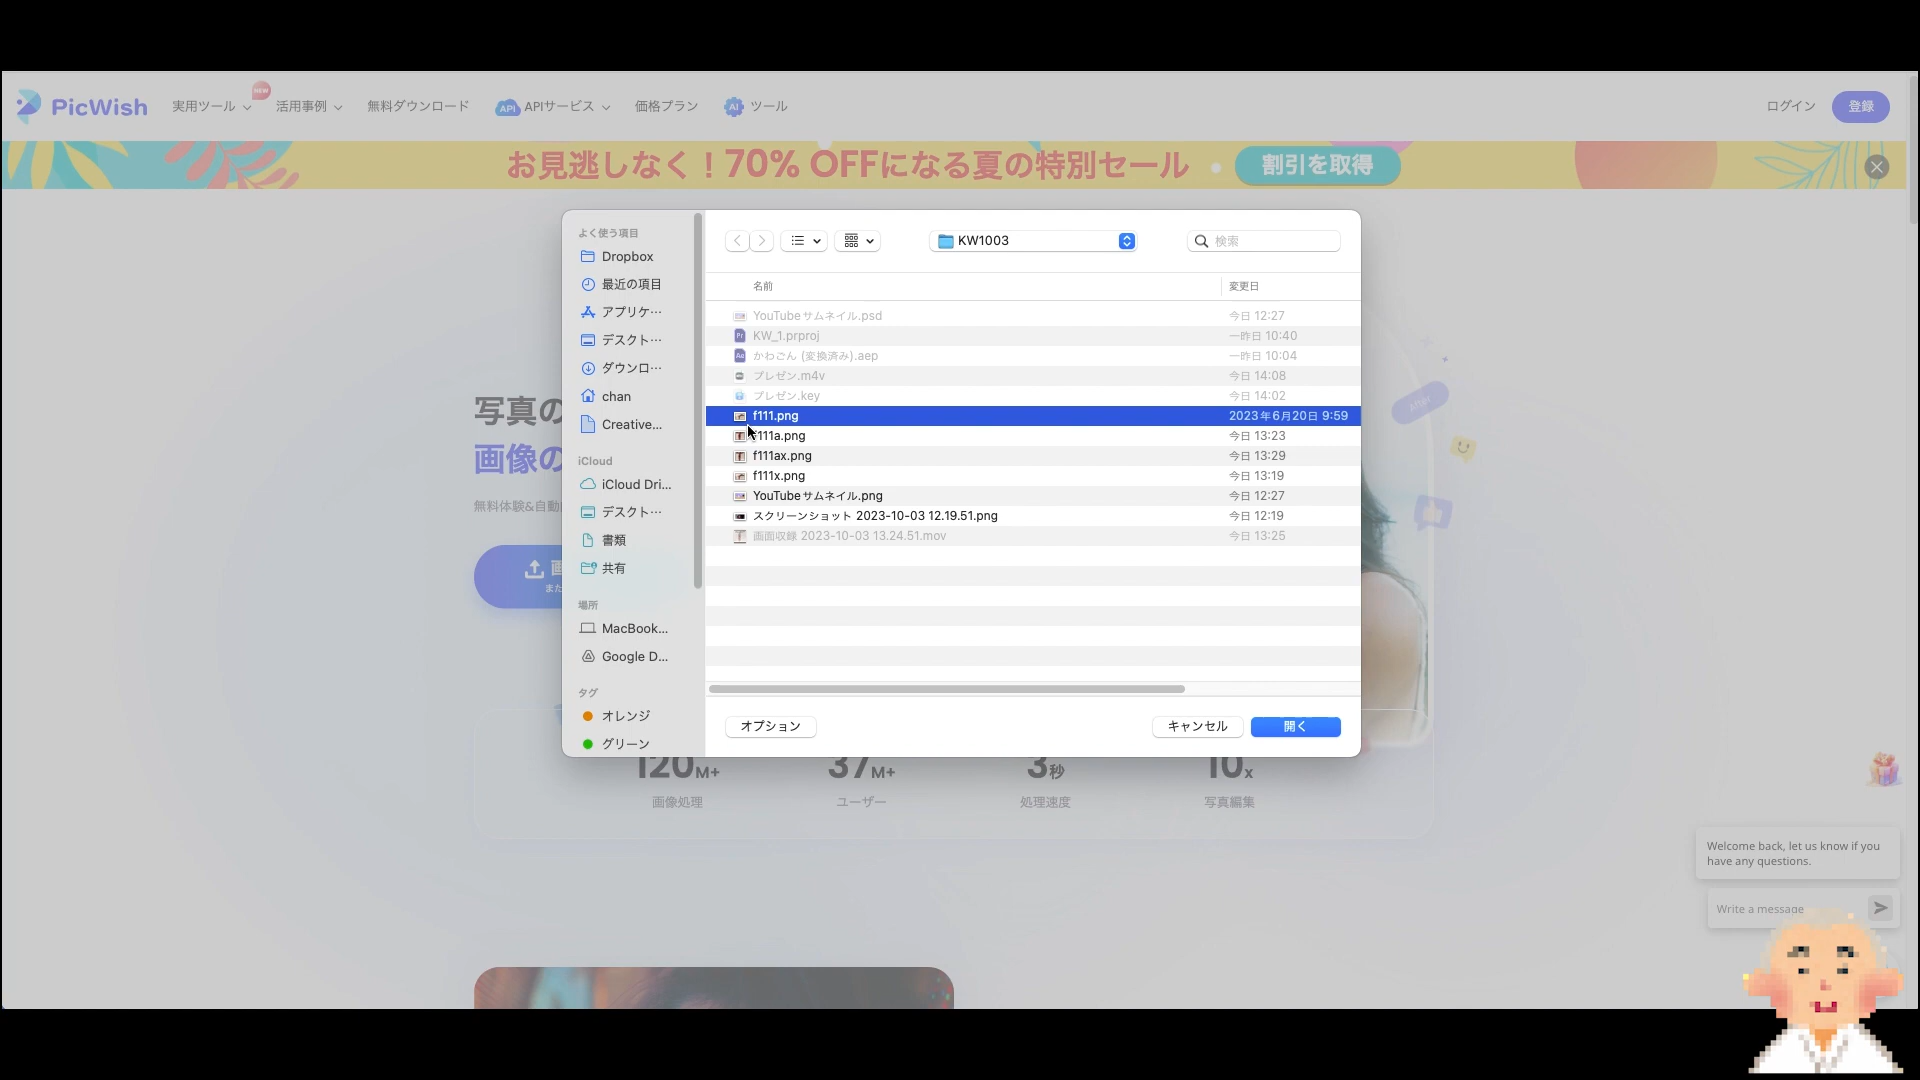 PicWish 実用ツール NEW 活用事例 無料ダウンロード API APIサービス 価格プラン AI ツール ログイン 登録
お見逃しなく！70% OFFになる夏の特別セール 割引を取得
よく使う項目
Dropbox
最近の項目
アプリケ…
デスクト…
ダウンロ…
chan
Creative...
iCloud
iCloud Dri...
デスクト…
書類
共有
場所
MacBook...
Google D...
タグ
オレンジ
グリーン
KW1003
検索
名前 変更日
YouTubeサムネイル.psd 今日 12:27
KW_1.prproj 一昨日 10:40
かわごん (変換済み).aep 一昨日 10:04
プレゼン.m4v 今日 14:08
プレゼン.key 今日 14:02
f111.png 2023年6月20日 9:59
f111a.png 今日 13:23
f111ax.png 今日 13:29
f111x.png 今日 13:19
YouTubeサムネイル.png 今日 12:27
スクリーンショット 2023-10-03 12.19.51.png 今日 12:19
画面収録 2023-10-03 13.24.51.mov 今日 13:25
オプション キャンセル 開く
写真の
画像の
無料体験&自動
After
120M+ 37M+ 3秒 10x
画像処理 ユーザー 処理速度 写真編集
Welcome back, let us know if you
have any questions.
Write a message